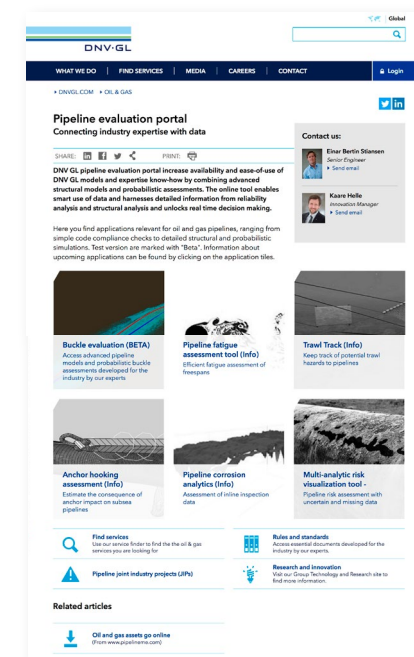 Global
DNV·GL
WHAT WE DO | FIND SERVICES | MEDIA | CAREERS | CONTACT
Login
DNVGL.COM OIL & GAS
Pipeline evaluation portal
Connecting industry expertise with data
SHARE: PRINT:
DNV GL pipeline evaluation portal increase availability and ease-of-use of
DNV GL models and expertise know-how by combining advanced
structural models and probabilistic assessments. The online tool enables
smart use of data and harnesses detailed information from reliability
analysis and structural analysis and unlocks real time decision making.
Here you find applications relevant for oil and gas pipelines, ranging from
simple code compliance checks to detailed structural and probabilistic
simulations. Test version are marked with "Beta". Information about
upcoming applications can be found by clicking on the application tiles.
Contact us:
Einar Bertin Stiansen
Senior Engineer
Send email
Kaare Helle
Innovation Manager
Send email
Buckle evaluation (BETA)
Access advanced pipeline
models and probabilistic buckle
assessments developed for the
industry by our experts
Pipeline fatigue
assessment tool (Info)
Efficient fatigue assessment of
freespans
Trawl Track (Info)
Keep track of potential trawl
hazards to pipelines
Anchor hooking
assessment (Info)
Estimate the consequence of
anchor impact on subsea
pipelines
Pipeline corrosion
analytics (Info)
Assessment of inline inspection
data
Multi-analytic risk
visualization tool -
Pipeline risk assessment with
uncertain and missing data
Find services
Use our service finder to find the the oil & gas
services you are looking for
Rules and standards
Access essential documents developed for the
industry by our experts.
Pipeline joint industry projects (JIPs)
Research and innovation
Visit our Group Technology and Research site to
find more information.
Related articles
Oil and gas assets go online
(From www.pipelineme.com)